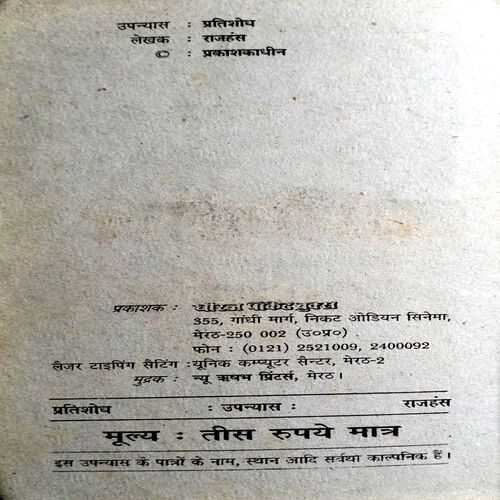 उपन्यास : प्रतिशोध
लेखक : राजहंस
© : प्रकाशकाधीन
प्रकाशक : धीरज पॉकेट बुक्स
355, गांधी मार्ग, निकट ओडियन सिनेमा,
मेरठ-250 002 (उ०प्र०)
फोन : (0121) 2521009, 2400092
लैजर टाइपिंग सैटिंग : यूनिक कम्प्यूटर सैन्टर, मेरठ-2
मुद्रक : न्यू ऋषभ प्रिंटर्स, मेरठ।
प्रतिशोध : उपन्यास : राजहंस
मूल्य : तीस रुपये मात्र
इस उपन्यास के पात्रों के नाम, स्थान आदि सर्वथा काल्पनिक हैं।